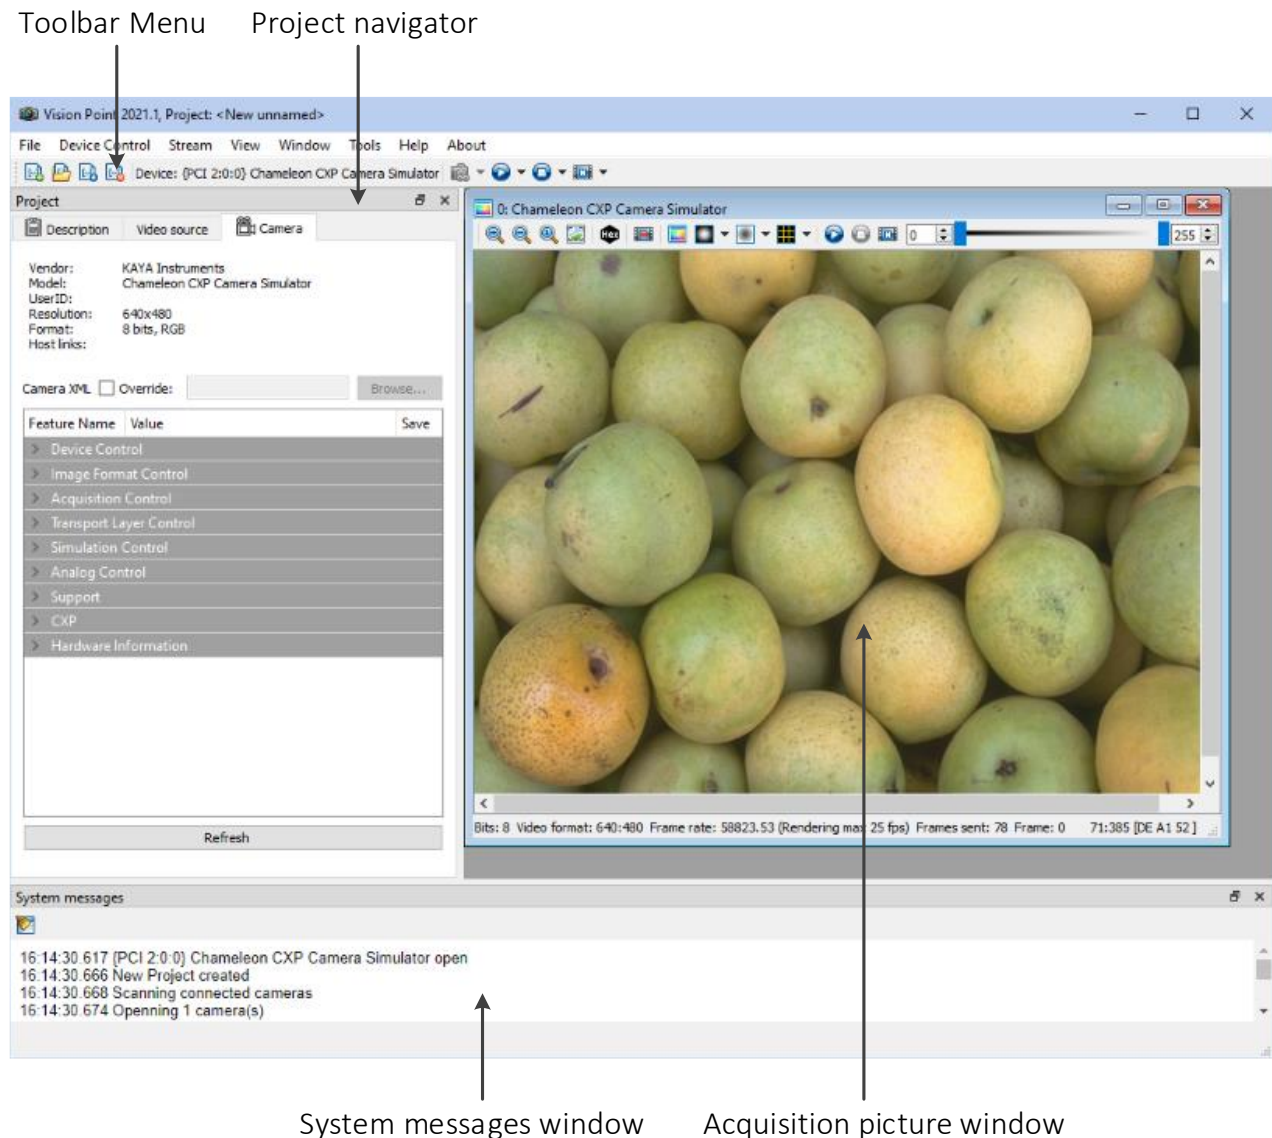 Toolbar Menu Project navigator
Vision Point 2021.1, Project: <New unnamed>
File Device Control Stream View Window Tools Help About
Device: {PCI 2:0:0} Chameleon CXP Camera Simulator
Project
0: Chameleon CXP Camera Simulator
Description Video source Camera
Hex 0 255
Vendor: KAYA Instruments
Model: Chameleon CXP Camera Simulator
UserID:
Resolution: 640x480
Format: 8 bits, RGB
Host links:
Camera XML Override: Browse...
Feature Name Value Save
Device Control
Image Format Control
Acquisition Control
Transport Layer Control
Simulation Control
Analog Control
Support
CXP
Hardware Information
Refresh
Bits: 8 Video format: 640:480 Frame rate: 58823.53 (Rendering max 25 fps) Frames sent: 78 Frame: 0 71:385 [DE A1 52 ]
System messages
16:14:30.617 {PCI 2:0:0} Chameleon CXP Camera Simulator open
16:14:30.666 New Project created
16:14:30.668 Scanning connected cameras
16:14:30.674 Openning 1 camera(s)
System messages window Acquisition picture window